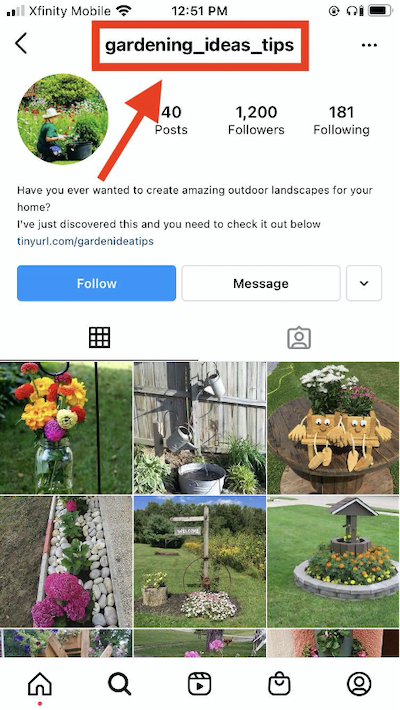 Xfinity Mobile 12:51 PM
gardening_ideas_tips
40 1,200 181
Posts Followers Following
Have you ever wanted to create amazing outdoor landscapes for your
home?
I've just discovered this and you need to check it out below
tinyurl.com/gardenideatips
Follow Message
WELCOME